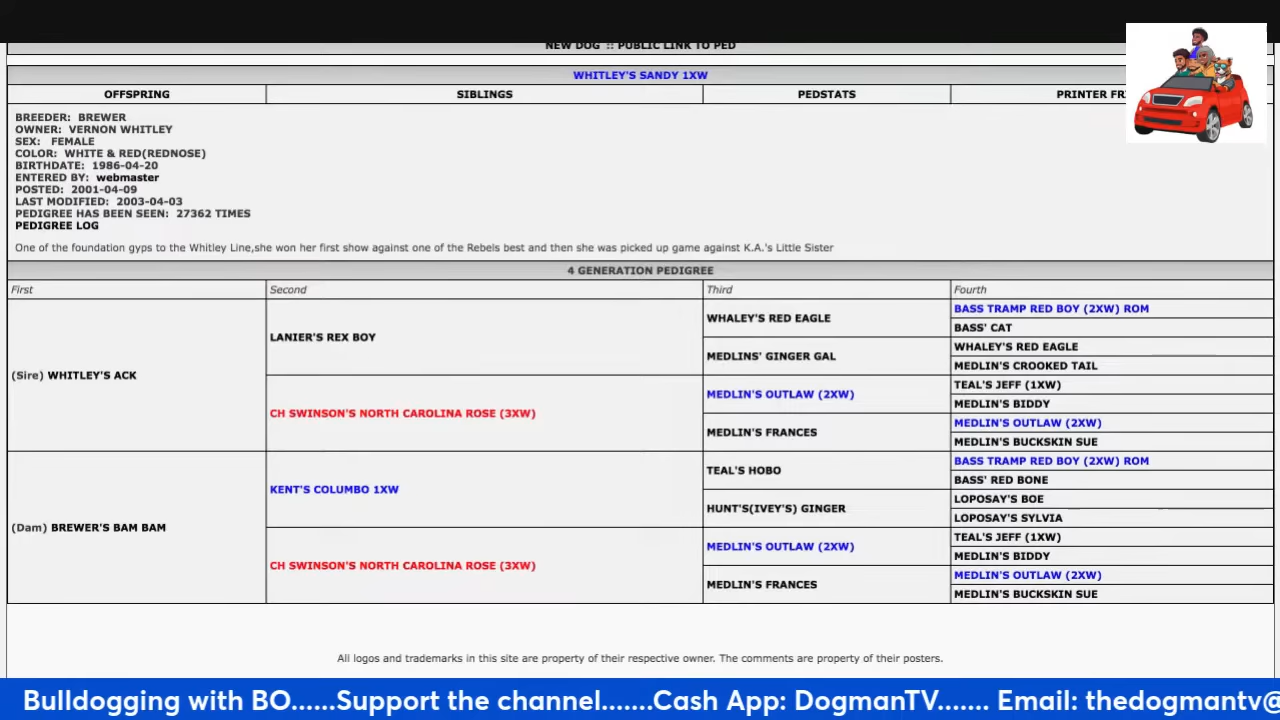 NEW DOG :: PUBLIC LINK TO PED
WHITLEY'S SANDY 1XW
OFFSPRING SIBLINGS PEDSTATS PRINTER
BREEDER: BREWER
OWNER: VERNON WHITLEY
SEX: FEMALE
COLOR: WHITE & RED(REDNOSE)
BIRTHDATE: 1986-04-20
ENTERED BY: webmaster
POSTED: 2001-04-09
LAST MODIFIED: 2003-04-03
PEDIGREE HAS BEEN SEEN: 27362 TIMES
PEDIGREE LOG
One of the foundation gyps to the Whitley Line,she won her first show against one of the Rebels best and then she was picked up game against K.A.'s Little Sister
4 GENERATION PEDIGREE
First Second Third Fourth
(Sire) WHITLEY'S ACK
LANIER'S REX BOY
WHALEY'S RED EAGLE
BASS TRAMP RED BOY (2XW) ROM
BASS' CAT
MEDLINS' GINGER GAL
WHALEY'S RED EAGLE
MEDLIN'S CROOKED TAIL
CH SWINSON'S NORTH CAROLINA ROSE (3XW)
MEDLIN'S OUTLAW (2XW)
TEAL'S JEFF (1XW)
MEDLIN'S BIDDY
MEDLIN'S FRANCES
MEDLIN'S OUTLAW (2XW)
MEDLIN'S BUCKSKIN SUE
(Dam) BREWER'S BAM BAM
KENT'S COLUMBO 1XW
TEAL'S HOBO
BASS TRAMP RED BOY (2XW) ROM
BASS' RED BONE
HUNT'S(IVEY'S) GINGER
LOPOSAY'S BOE
LOPOSAY'S SYLVIA
CH SWINSON'S NORTH CAROLINA ROSE (3XW)
MEDLIN'S OUTLAW (2XW)
TEAL'S JEFF (1XW)
MEDLIN'S BIDDY
MEDLIN'S FRANCES
MEDLIN'S OUTLAW (2XW)
MEDLIN'S BUCKSKIN SUE
All logos and trademarks in this site are property of their respective owner. The comments are property of their posters.
Bulldogging with BO......Support the channel.......Cash App: DogmanTV....... Email: thedogmantv@